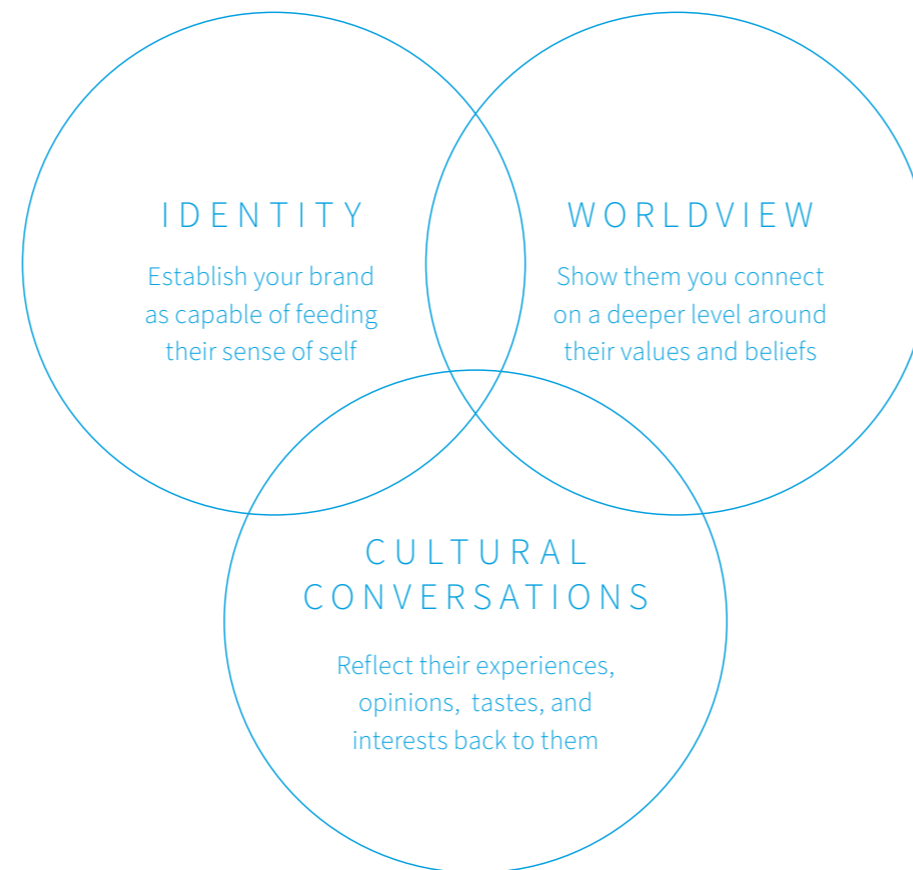 IDENTITY
Establish your brand
as capable of feeding
their sense of self
WORLDVIEW
Show them you connect
on a deeper level around
their values and beliefs
CULTURAL
CONVERSATIONS
Reflect their experiences,
opinions, tastes, and
interests back to them